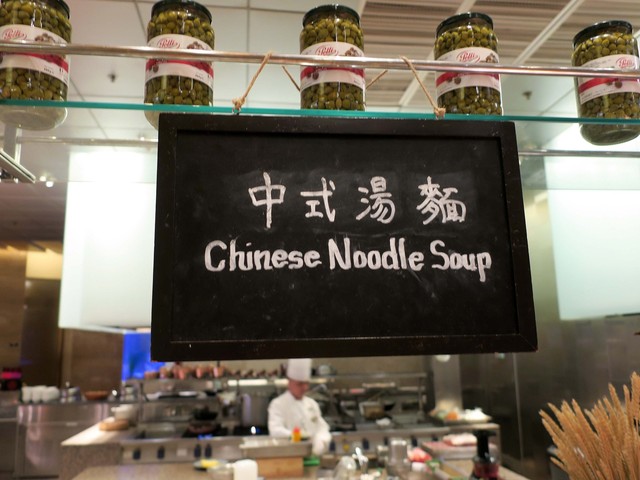 中式湯麵
Chinese Noodle Soup